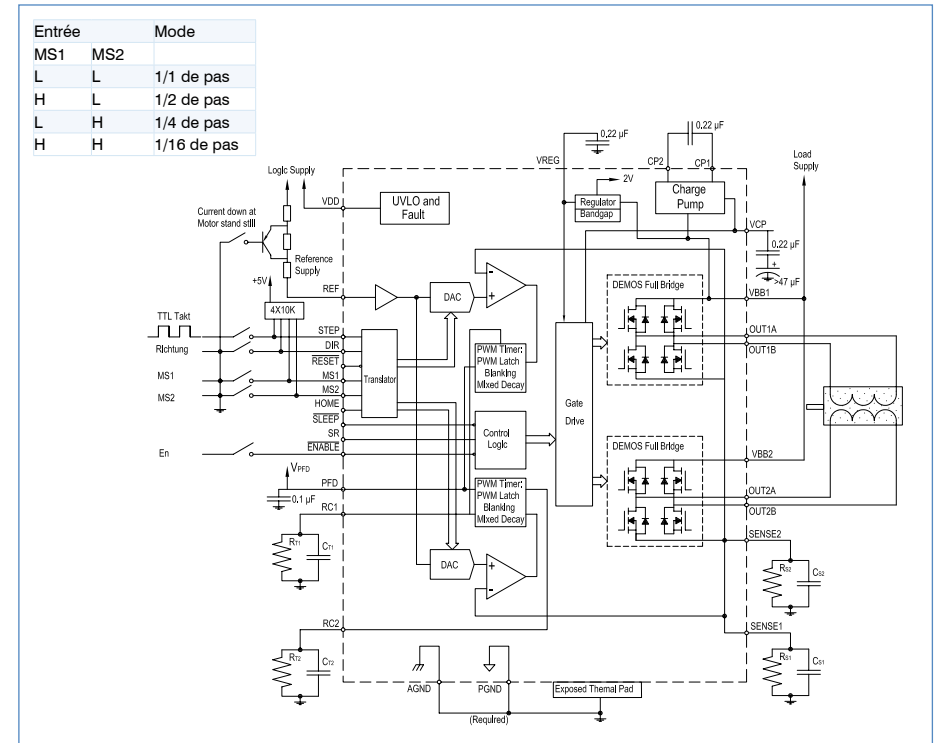 Entrée Mode
MS1 MS2
L L 1/1 de pas
H L 1/2 de pas
L H 1/4 de pas
H H 1/16 de pas
0.22 µF
0.22 µF
VREG
CP2
CP1
Load
Supply
Logic Supply
2V
Charge
Pump
Regulator
Bandgap
VDD
UVLO and
Fault
Current down at
Motor stand still
VCP
0.22 µF
+
>47 µF
Reference
Supply
DEMOS Full Bridge
+5V
REF
DAC
-
+
VBB1
4X10K
TTL Takt
STEP
OUT1A
Richtung
DIR
OUT1B
RESET
PWM Timer:
PWM Latch
Blanking
Mixed Decay
MS1
MS1
Translator
MS2
MS2
HOME
Gate
Drive
SLEEP
SR
Control
Logic
DEMOS Full Bridge
En
ENABLE
VBB2
VPFD
PFD
PWM Timer:
PWM Latch
Blanking
Mixed Decay
OUT2A
0.1 µF
RC1
OUT2B
SENSE2
RT1
CT1
DAC
+
-
RS2
CS2
RC2
SENSE1
RT2
CT2
RS1
CS1
AGND
PGND
Exposed Themal Pad
(Required)